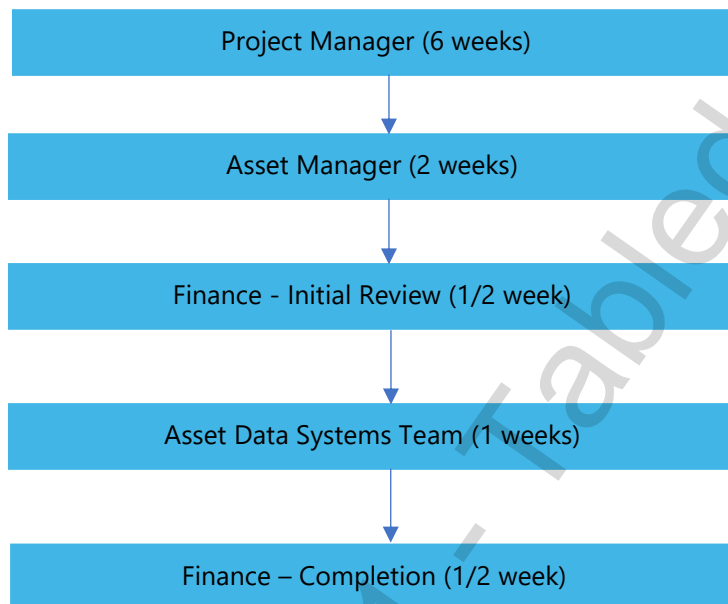 Project Manager (6 weeks)
Asset Manager (2 weeks)
Finance - Initial Review (1/2 week)
Asset Data Systems Team (1 weeks)
Finance – Completion (1/2 week)
- Tabled